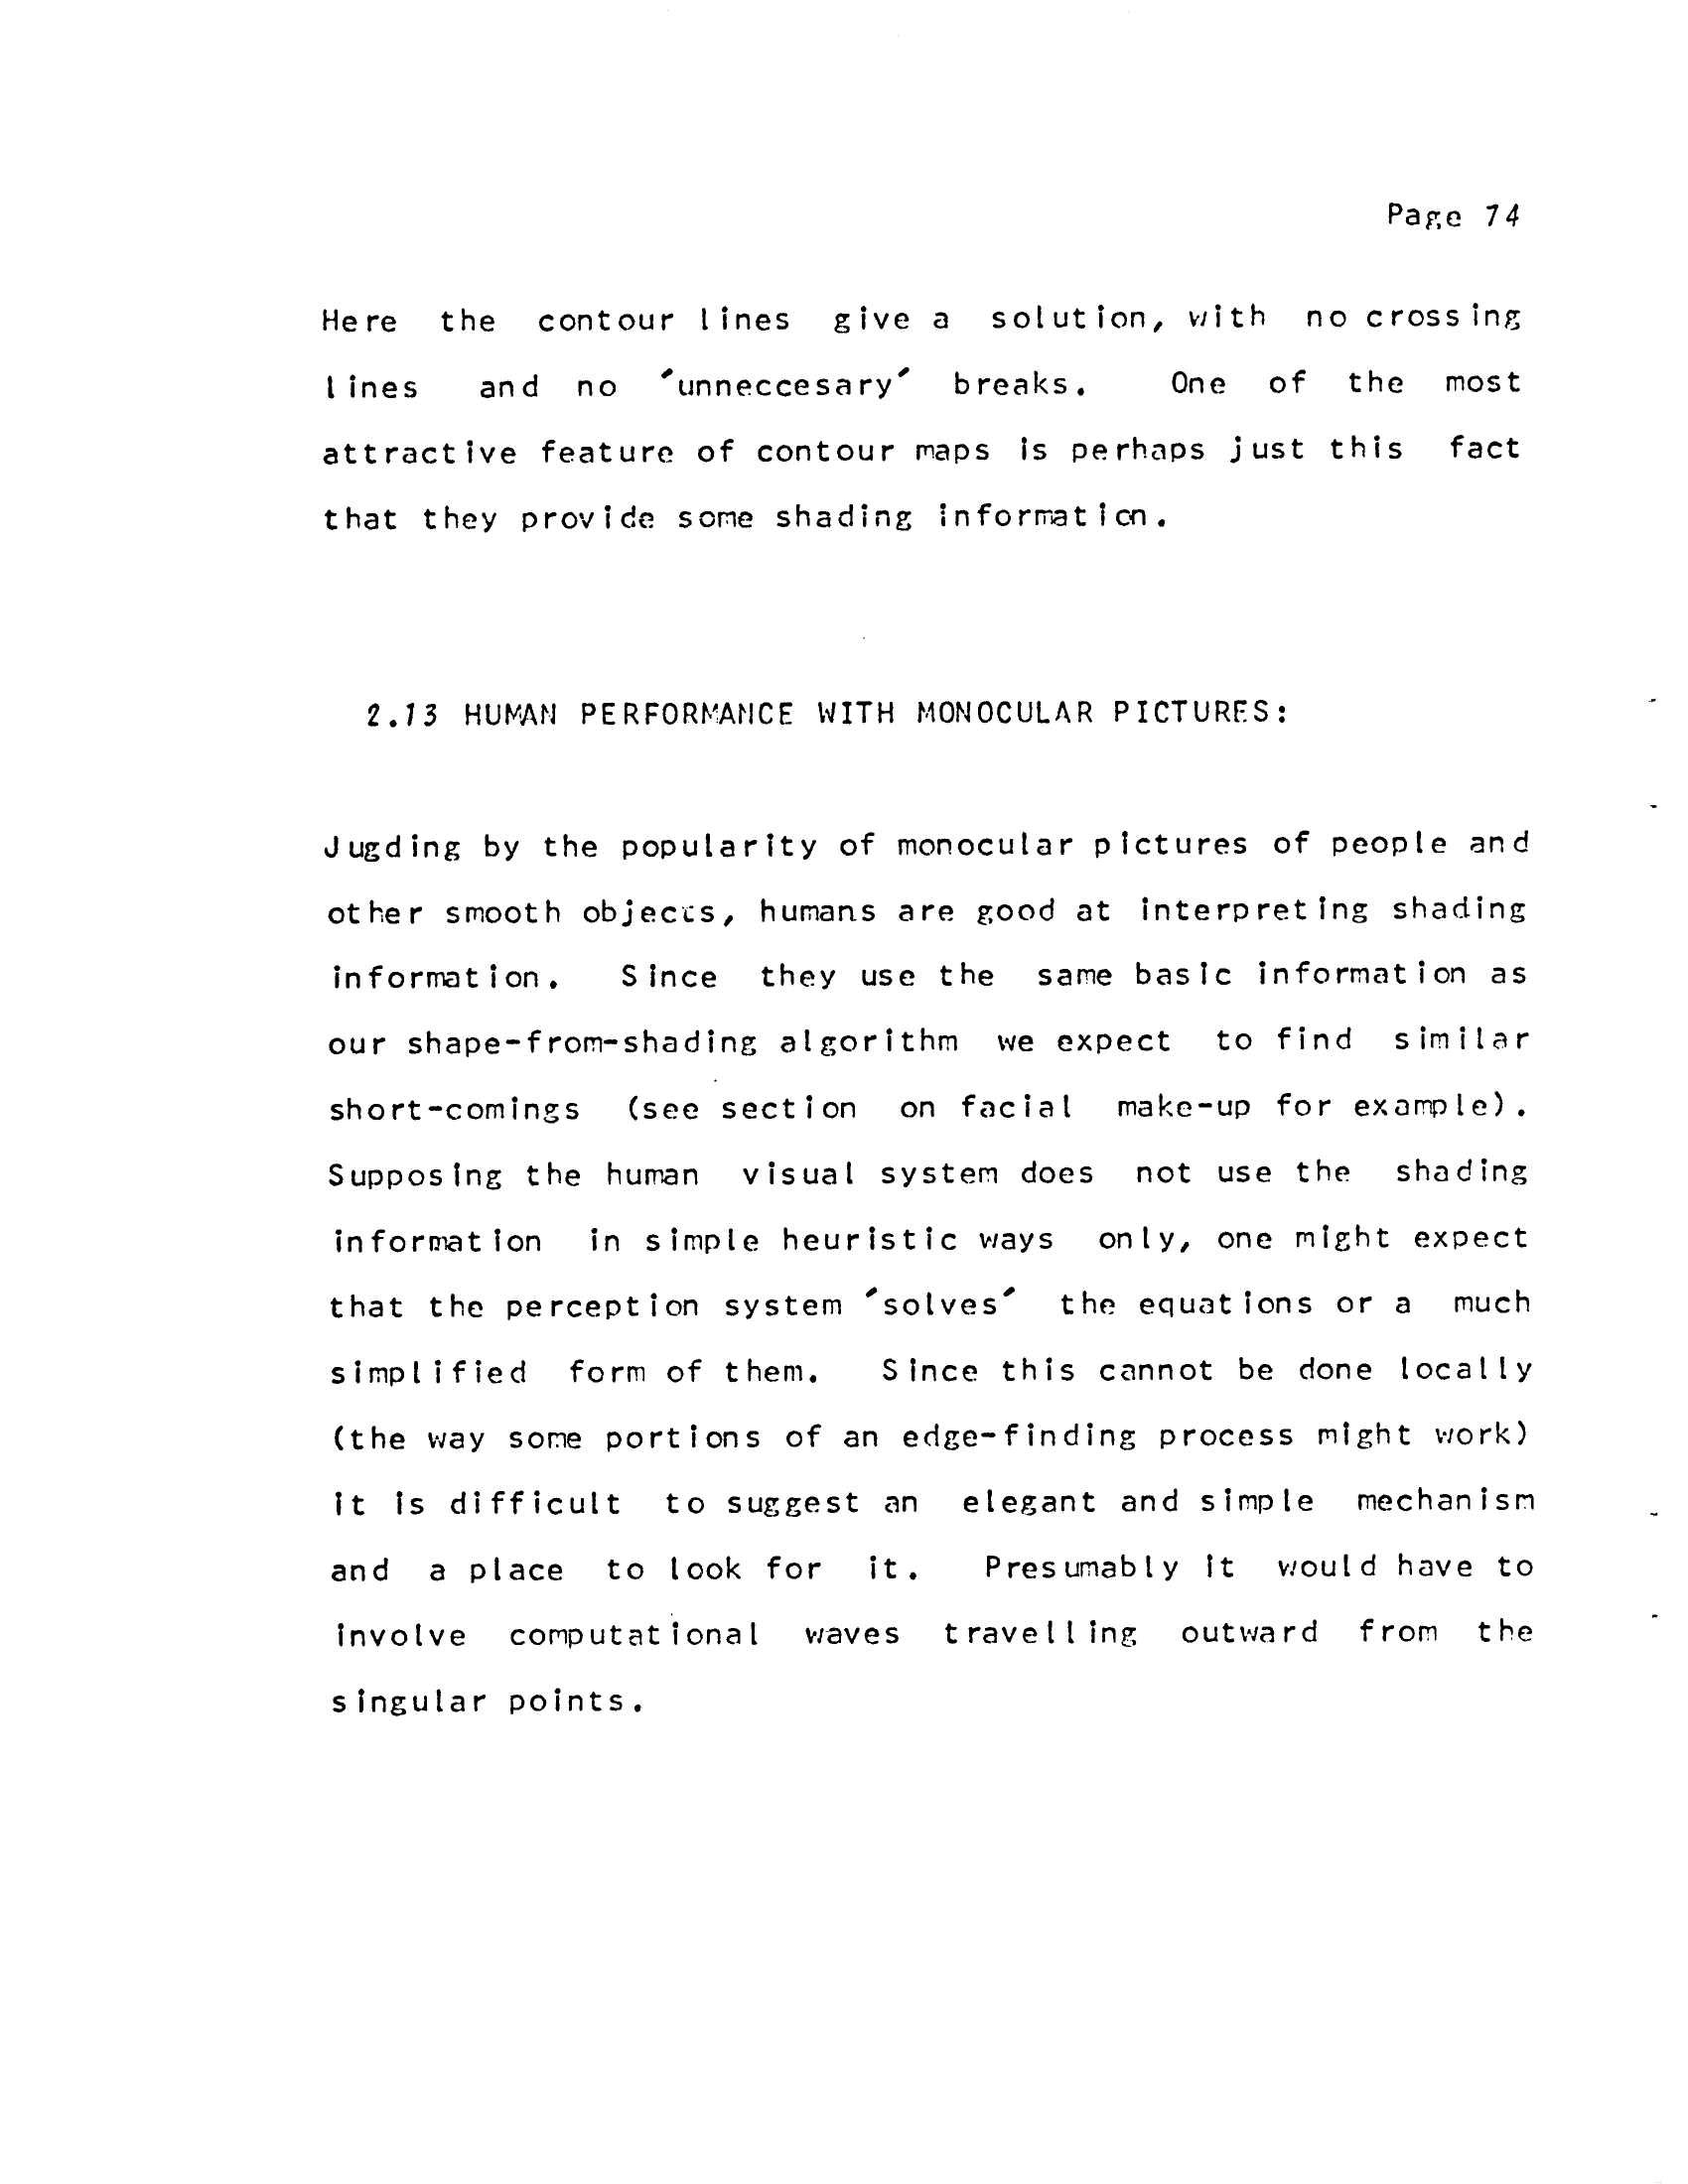 Page 74
Here the contour lines give a solution, with no crossing
lines and no 'unneccesary' breaks. One of the most
attractive feature of contour maps is perhaps just this fact
that they provide some shading information.
2.13 HUMAN PERFORMANCE WITH MONOCULAR PICTURES:
Jugding by the popularity of monocular pictures of people and
other smooth objects, humans are good at interpreting shading
information. Since they use the same basic information as
our shape-from-shading algorithm we expect to find similar
short-comings (see section on facial make-up for example).
Supposing the human visual system does not use the shading
information in simple heuristic ways only, one might expect
that the perception system 'solves' the equations or a much
simplified form of them. Since this cannot be done locally
(the way some portions of an edge-finding process might work)
it is difficult to suggest an elegant and simple mechanism
and a place to look for it. Presumably it would have to
involve computational waves travelling outward from the
singular points.